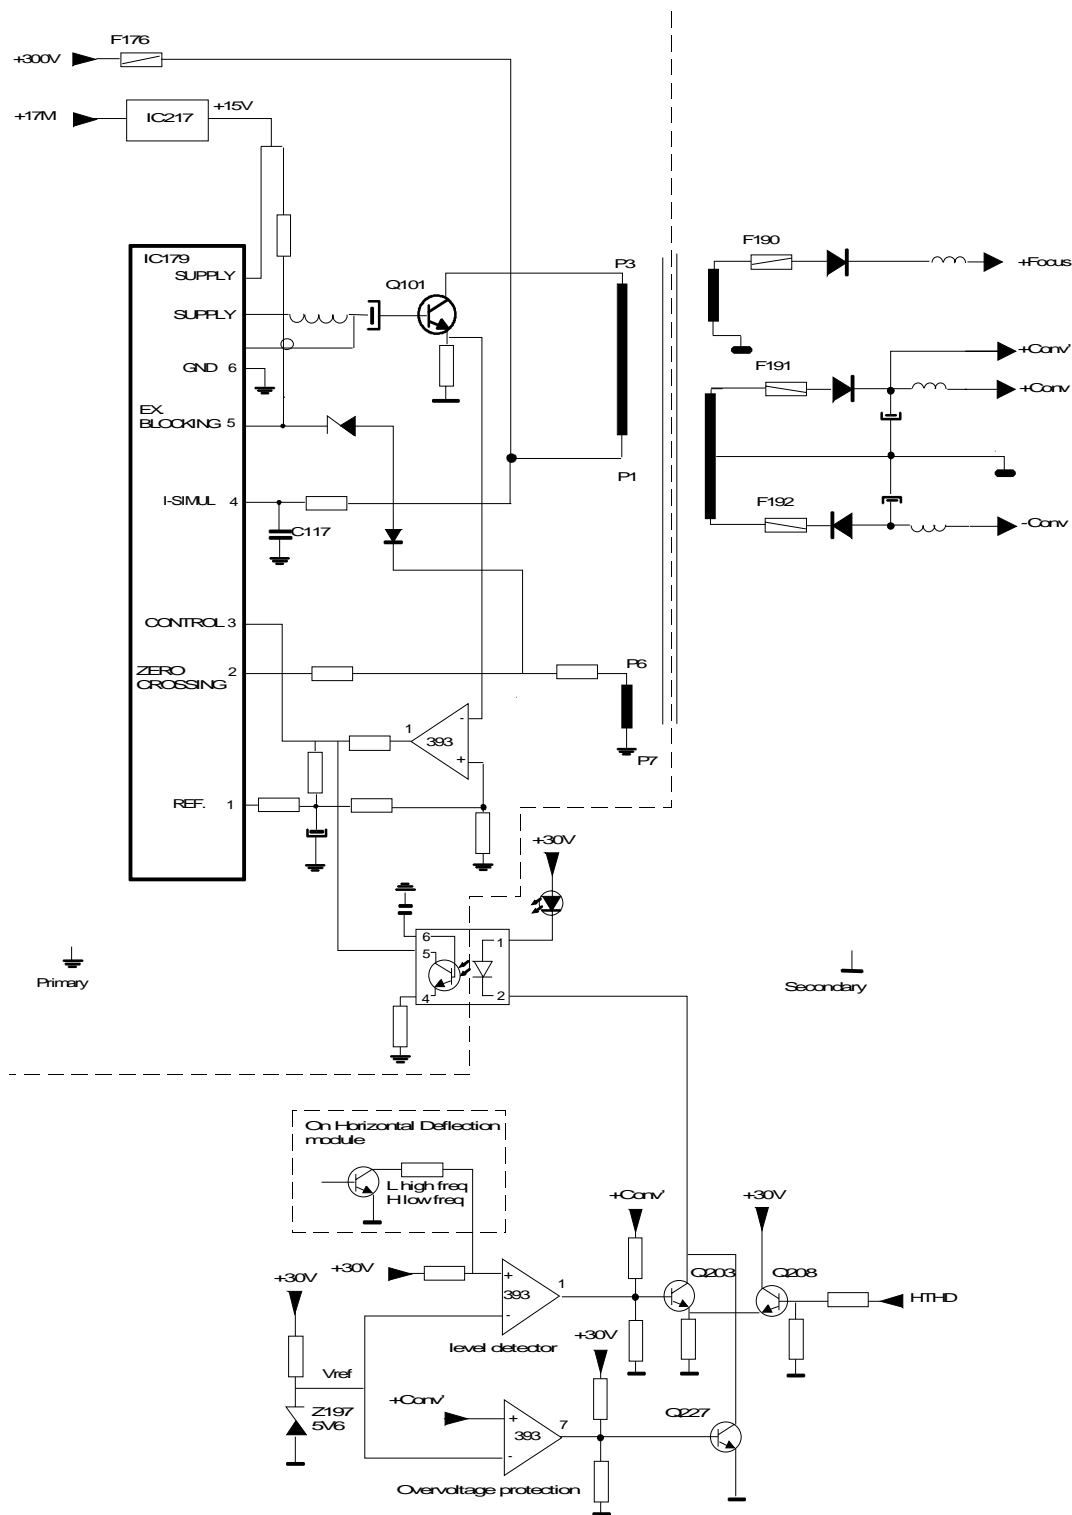 F176
+300V
+17M
IC217
+15V
IC179
SUPPLY
SUPPLY
GND 6
EX.
BLOCKING 5
I-SIMUL 4
C117
CONTROL 3
ZERO
CROSSING
2
REF. 1
Q101
P3
P1
P6
P7
1
-
393
+
F190
+Focus
+Conv'
F191
+Conv
F192
-Conv
+30V
6
5
4
1
2
Primary
Secondary
On Horizontal Deflection
module
L high freq
H low freq
+Conv'
+30V
+30V
+30V
+
393
-
1
level detector
Q203
Q208
HTHD
+30V
Vref
Z197
5V6
+Conv'
+
393
-
7
Q227
Overvoltage protection